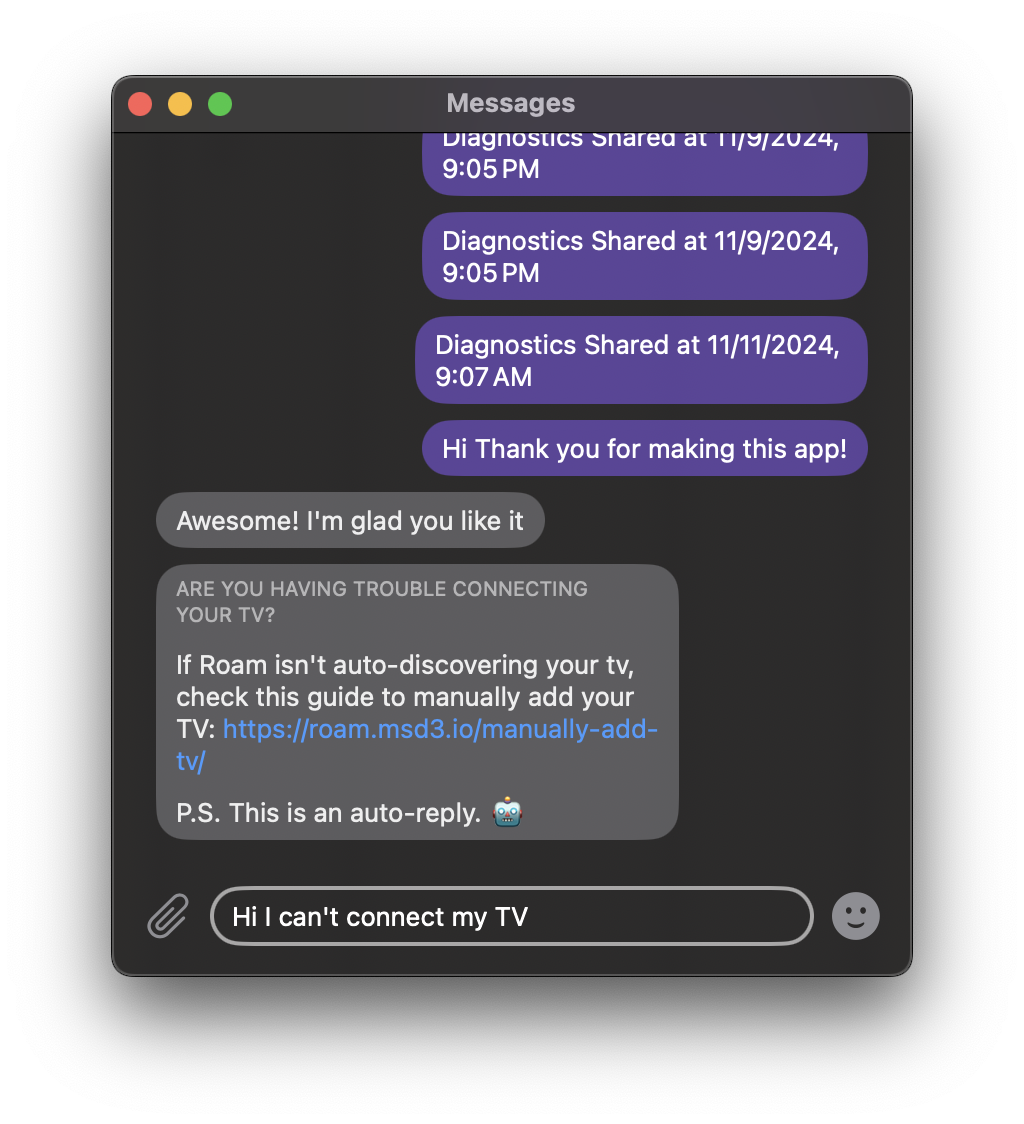 Messages
Diagnostics Shared at 11/9/2024,
9:05 PM
Diagnostics Shared at 11/9/2024,
9:05 PM
Diagnostics Shared at 11/11/2024,
9:07 AM
Hi Thank you for making this app!
Awesome! I'm glad you like it
ARE YOU HAVING TROUBLE CONNECTING
YOUR TV?
If Roam isn't auto-discovering your tv,
check this guide to manually add your
TV: https://roam.msd3.io/manually-add-
tv/
P.S. This is an auto-reply. 🤖
Hi I can't connect my TV